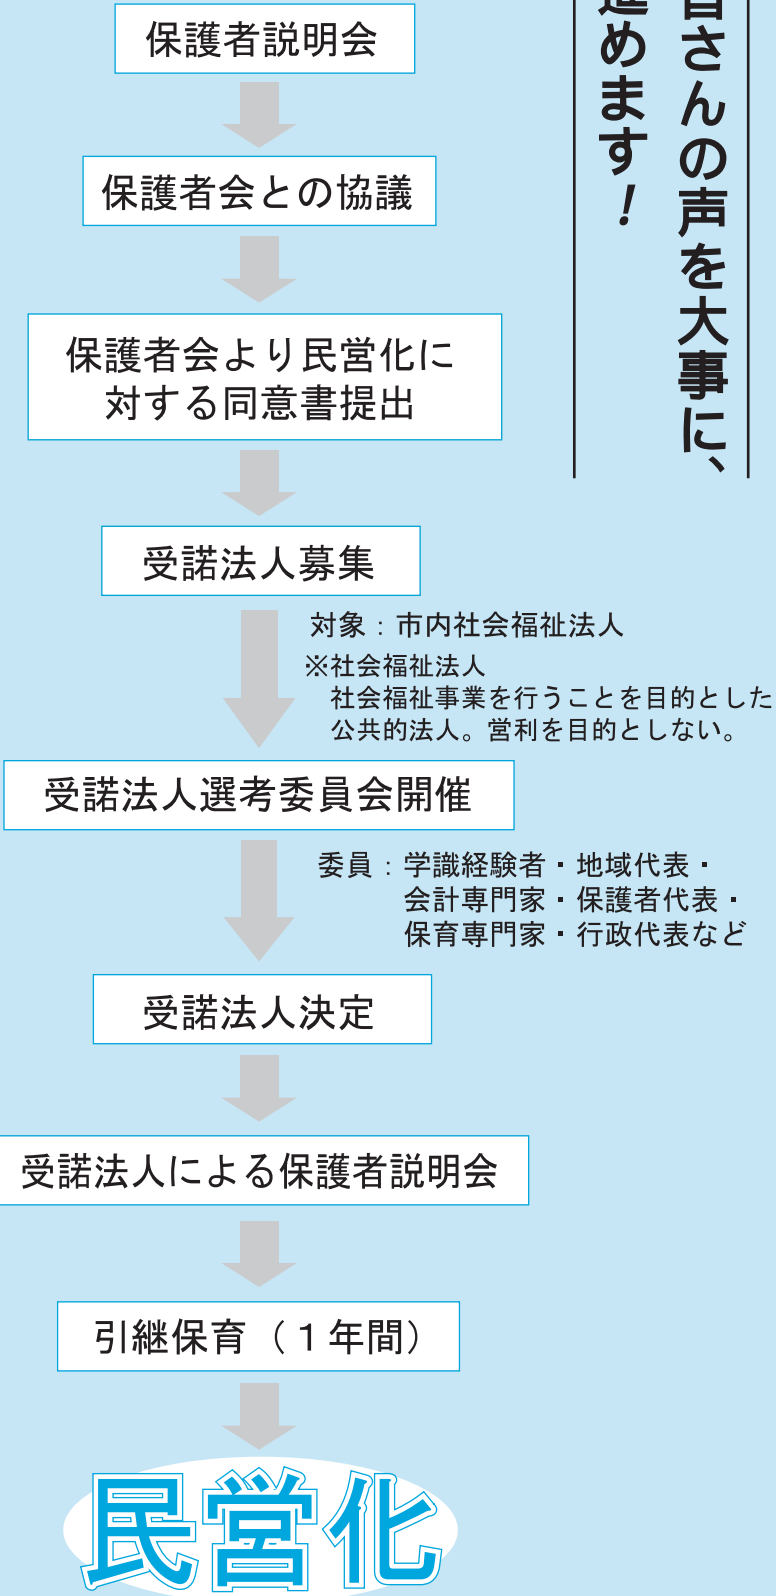 皆さんの声を大事に、
進めます！
保護者説明会
保護者会との協議
保護者会より民営化に
対する同意書提出
受諾法人募集
対象：市内社会福祉法人
※社会福祉法人
社会福祉事業を行うことを目的とした
公共的法人。営利を目的としない。
受諾法人選考委員会開催
委員：学識経験者・地域代表・
会計専門家・保護者代表・
保育専門家・行政代表など
受諾法人決定
受諾法人による保護者説明会
引継保育（１年間）
民営化